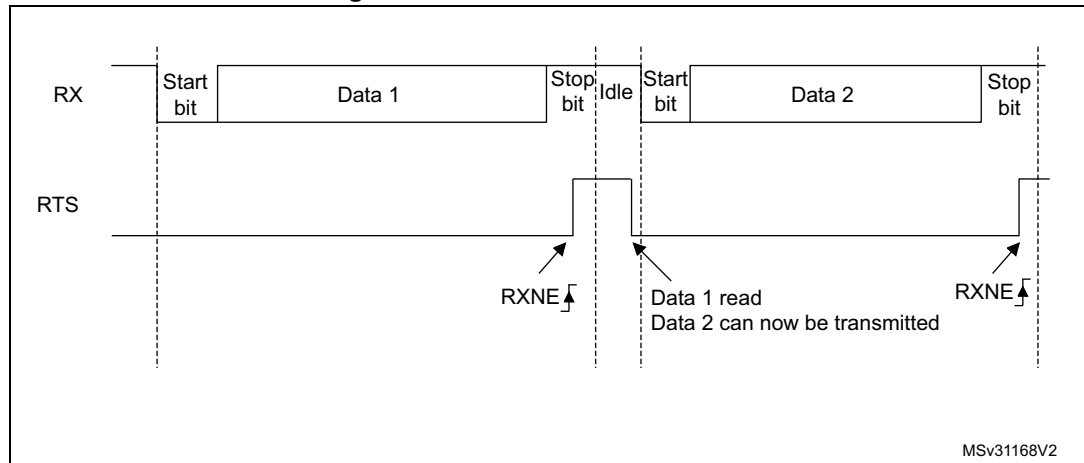 RX
Start
bit
Data 1
Stop
bit
Idle
Start
bit
Data 2
Stop
bit
RTS
RXNE
Data 1 read
Data 2 can now be transmitted
RXNE
MSv31168V2